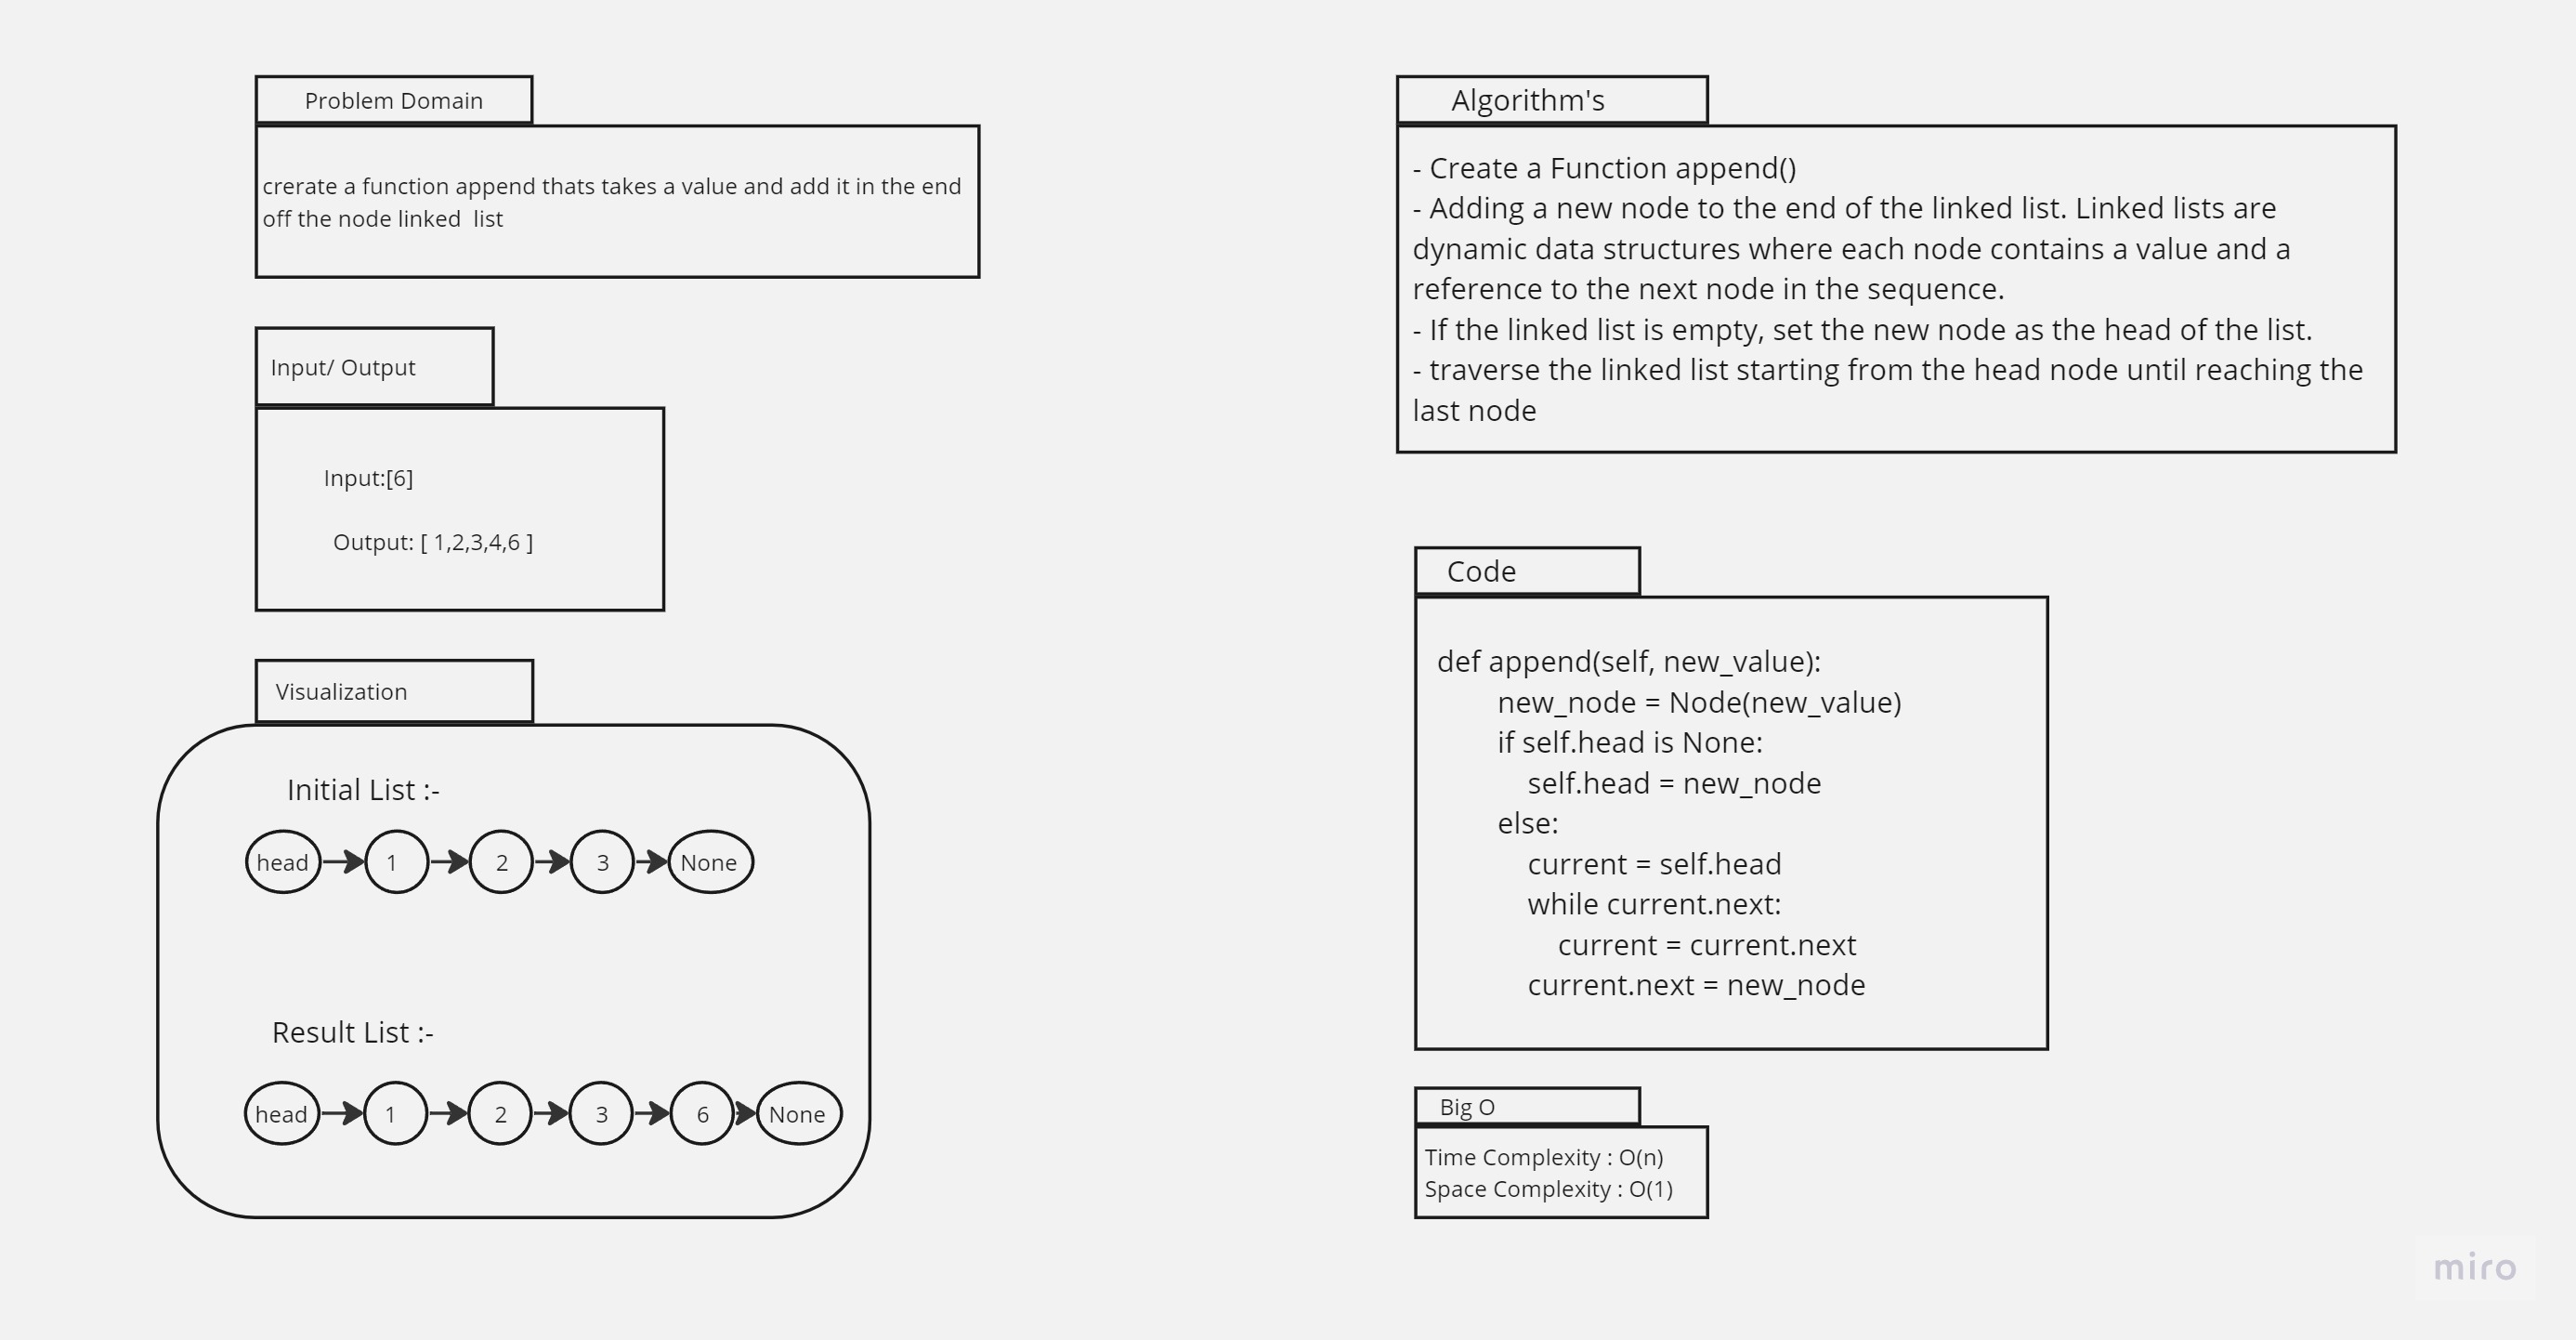 Problem Domain
crerate a function append thats takes a value and add it in the end
off the node linked  list
Input/ Output
Input:[6]
Output: [ 1,2,3,4,6 ]
Visualization
Initial List :-
head 1 2 3 None
Result List :-
head 1 2 3 6 None
Algorithm's
- Create a Function append()
- Adding a new node to the end of the linked list. Linked lists are
dynamic data structures where each node contains a value and a
reference to the next node in the sequence.
- If the linked list is empty, set the new node as the head of the list.
- traverse the linked list starting from the head node until reaching the
last node
Code
def append(self, new_value):
        new_node = Node(new_value)
        if self.head is None:
            self.head = new_node
        else:
            current = self.head
            while current.next:
                current = current.next
            current.next = new_node
Big O
Time Complexity : O(n)
Space Complexity : O(1)
miro